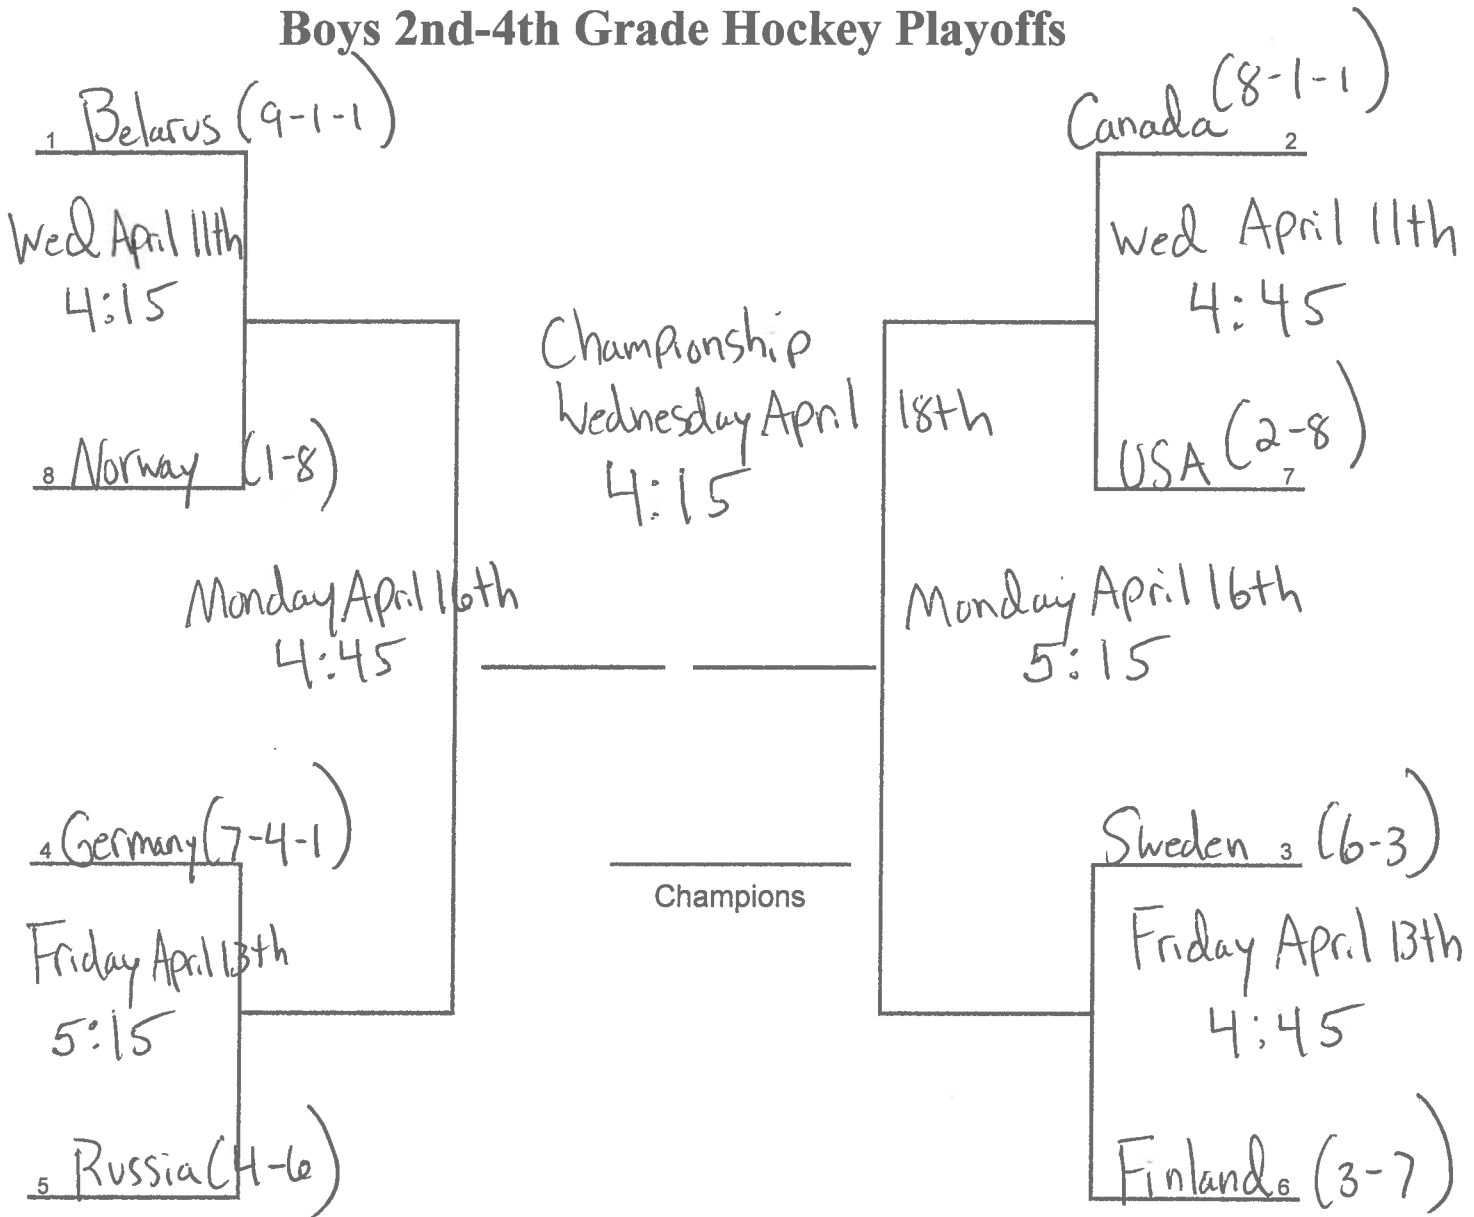 Boys 2nd-4th Grade Hockey Playoffs
1 Belarus (9-1-1)
Wed April 11th
4:15
8 Norway (1-8)
Monday April 16th
4:45
4 Germany (7-4-1)
Friday April 13th
5:15
5 Russia (4-6)
Championship
Wednesday April 18th
4:15
Champions
Canada (8-1-1)
2
Wed April 11th
4:45
USA (2-8)
7
Monday April 16th
5:15
Sweden 3 (6-3)
Friday April 13th
4:45
Finland 6 (3-7)